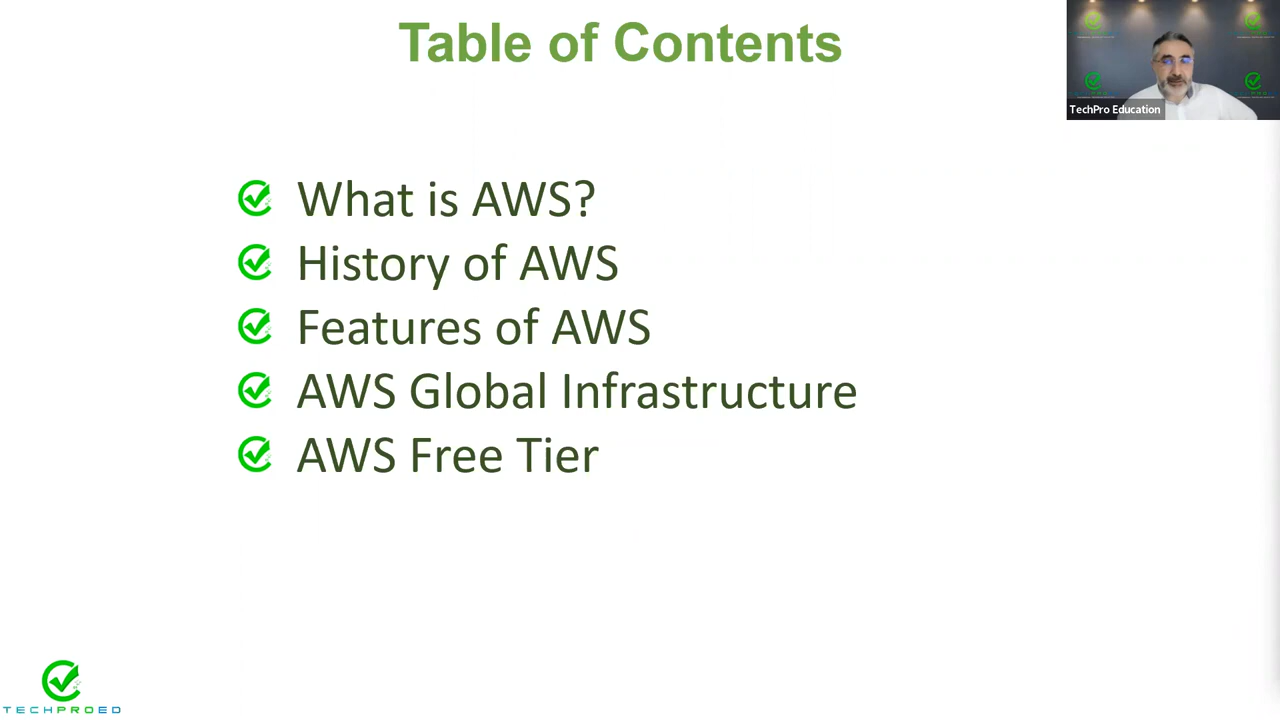 Table of Contents
TechPro Education
What is AWS?
History of AWS
Features of AWS
AWS Global Infrastructure
AWS Free Tier
TECHPROED